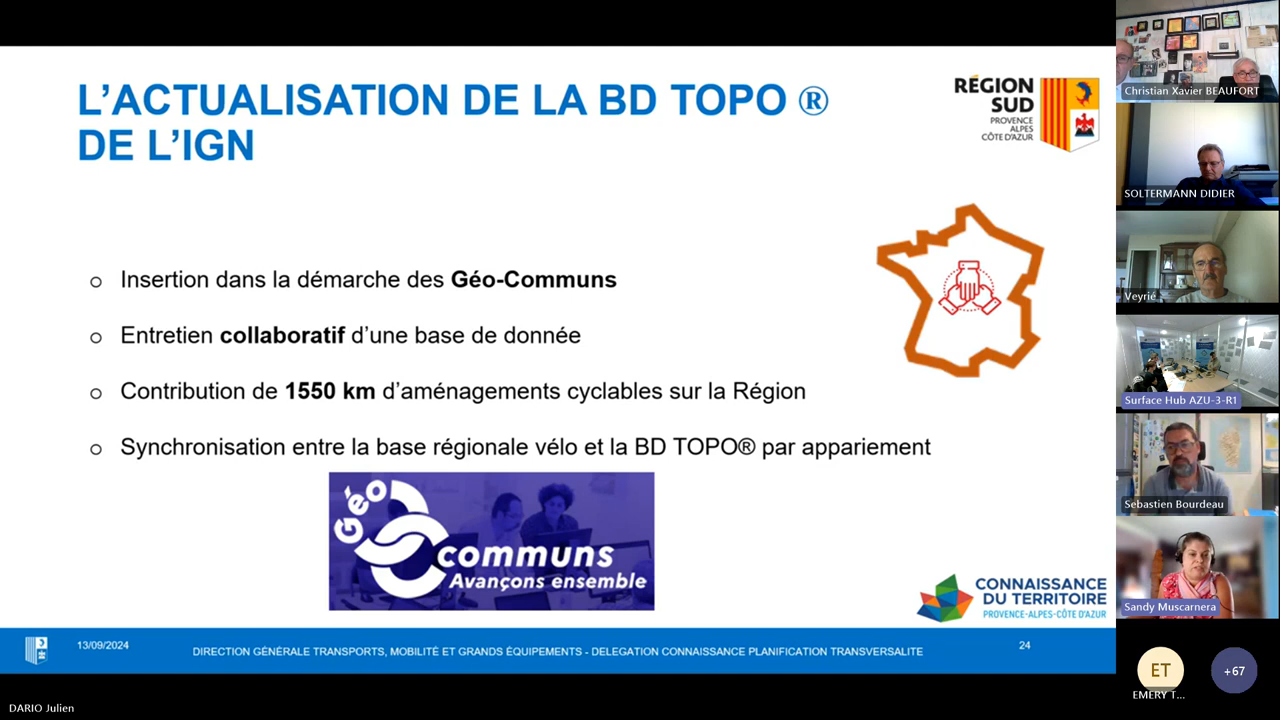 L’ACTUALISATION DE LA BD TOPO ®
DE L’IGN
RÉGION
SUD
PROVENCE
ALPES
CÔTE D’AZUR
o Insertion dans la démarche des Géo-Communs
o Entretien collaboratif d’une base de donnée
o Contribution de 1550 km d’aménagements cyclables sur la Région
o Synchronisation entre la base régionale vélo et la BD TOPO® par appariement
Géo
communs
Avançons ensemble
CONNAISSANCE
DU TERRITOIRE
PROVENCE-ALPES-CÔTE D’AZUR
13/09/2024
DIRECTION GÉNÉRALE TRANSPORTS, MOBILITÉ ET GRANDS ÉQUIPEMENTS - DELEGATION CONNAISSANCE PLANIFICATION TRANSVERSALITE
24
DARIO Julien
Christian Xavier BEAUFORT
SOLTERMANN DIDIER
Veyrié
Surface Hub AZU-3-R1
Sebastien Bourdeau
Sandy Muscarnera
ET
EMERY T...
+67